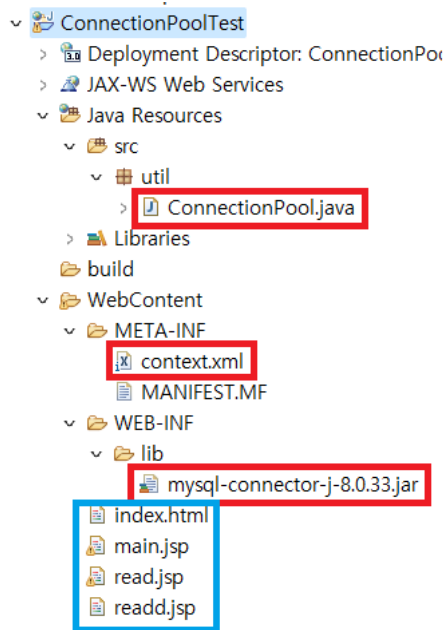 ConnectionPoolTest
Deployment Descriptor: ConnectionPoo
JAX-WS Web Services
Java Resources
src
util
ConnectionPool.java
Libraries
build
WebContent
META-INF
context.xml
MANIFEST.MF
WEB-INF
lib
mysql-connector-j-8.0.33.jar
index.html
main.jsp
read.jsp
readd.jsp